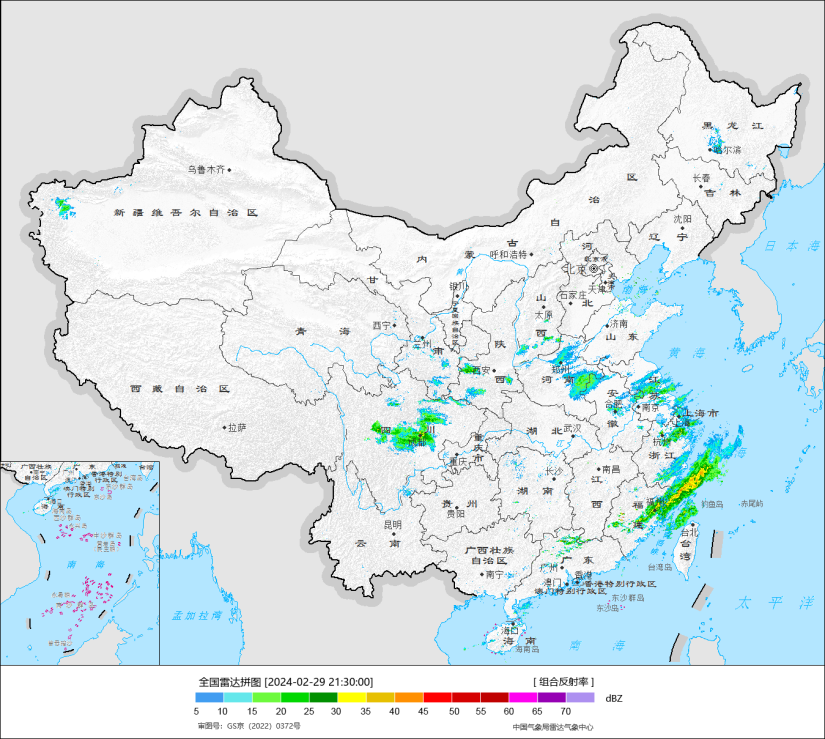 黑 龙 江
哈尔滨
长春
吉 林
乌鲁木齐
新 疆 维 吾 尔 自 治 区
沈阳
辽 宁
内 蒙 古 自 治 区
呼和浩特
日 本 海
北京
天津
河 北
石家庄
渤 海
甘 肃
银川
宁夏回族自治区
山 西
太原
济南
山 东
青 海
西宁
兰州
陕 西
西安
黄 海
河 南
郑州
西 藏 自 治 区
拉萨
江 苏
安 徽
合肥
南京
上海市
上海
四 川
成都
湖 北
武汉
杭州
浙 江
重庆市
重庆
长沙
湖 南
南昌
江 西
贵 州
贵阳
福 建
福州
钓鱼岛
赤尾屿
昆明
云 南
广西壮族
自治区
南宁
台北
台 湾
台湾岛
广 东
广州
香港
香港特别行政区
澳门
澳门特别行政区
东沙群岛
东沙岛
太 平 洋
孟 加 拉 湾
海口
海 南
海南岛
南 海
广西壮族
自治区
广 东
台湾
香港特别
行政区
南 海
全国雷达拼图 [2024-02-29 21:30:00]
[ 组合反射率 ]
5 10 15 20 25 30 35 40 45 50 55 60 65 70 dBZ
审图号：GS京（2022）0372号
中国气象局雷达气象中心